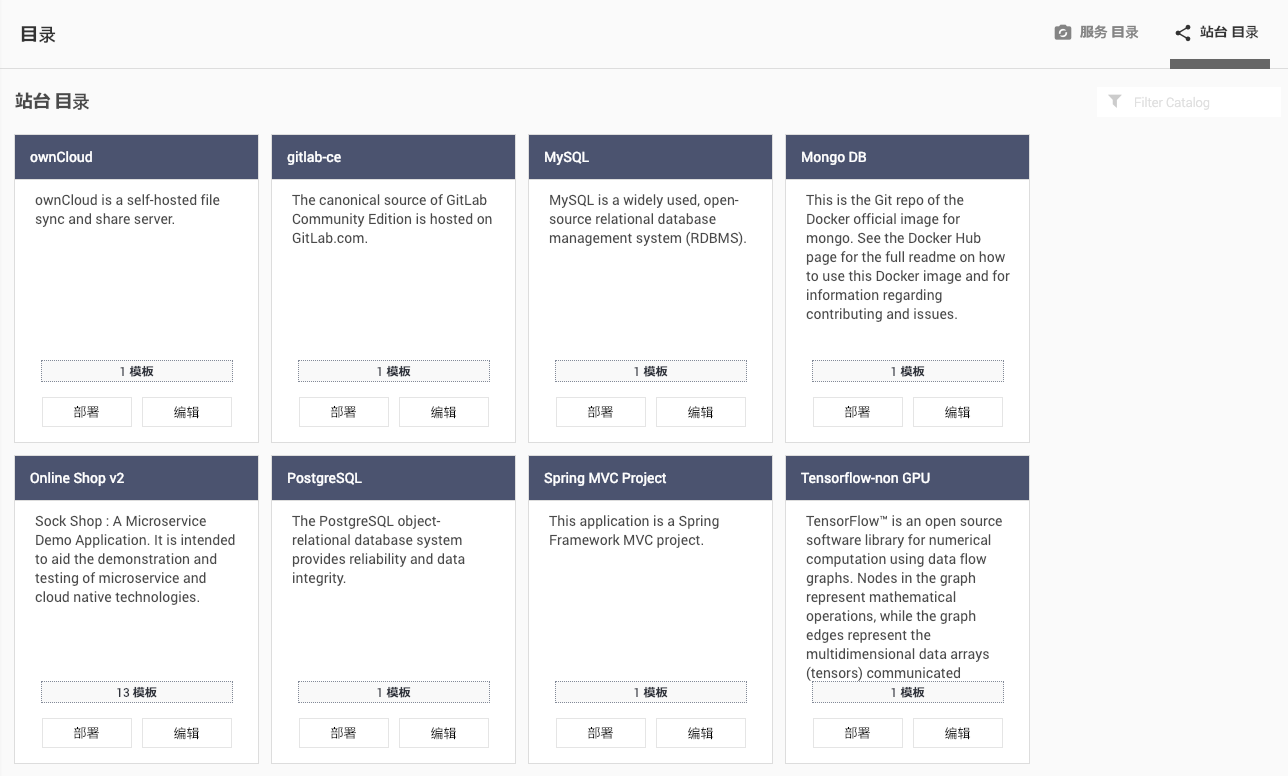 目录
服务 目录
站台 目录
站台 目录
Filter Catalog
ownCloud
ownCloud is a self-hosted file
sync and share server.
1 模板
部署
编辑
gitlab-ce
The canonical source of GitLab
Community Edition is hosted on
GitLab.com.
1 模板
部署
编辑
MySQL
MySQL is a widely used, open-
source relational database
management system (RDBMS).
1 模板
部署
编辑
Mongo DB
This is the Git repo of the
Docker official image for
mongo. See the Docker Hub
page for the full readme on how
to use this Docker image and for
information regarding
contributing and issues.
1 模板
部署
编辑
Online Shop v2
Sock Shop : A Microservice
Demo Application. It is intended
to aid the demonstration and
testing of microservice and
cloud native technologies.
13 模板
部署
编辑
PostgreSQL
The PostgreSQL object-
relational database system
provides reliability and data
integrity.
1 模板
部署
编辑
Spring MVC Project
This application is a Spring
Framework MVC project.
1 模板
部署
编辑
Tensorflow-non GPU
TensorFlow™ is an open source
software library for numerical
computation using data flow
graphs. Nodes in the graph
represent mathematical
operations, while the graph
edges represent the
multidimensional data arrays
(tensors) communicated
1 模板
部署
编辑